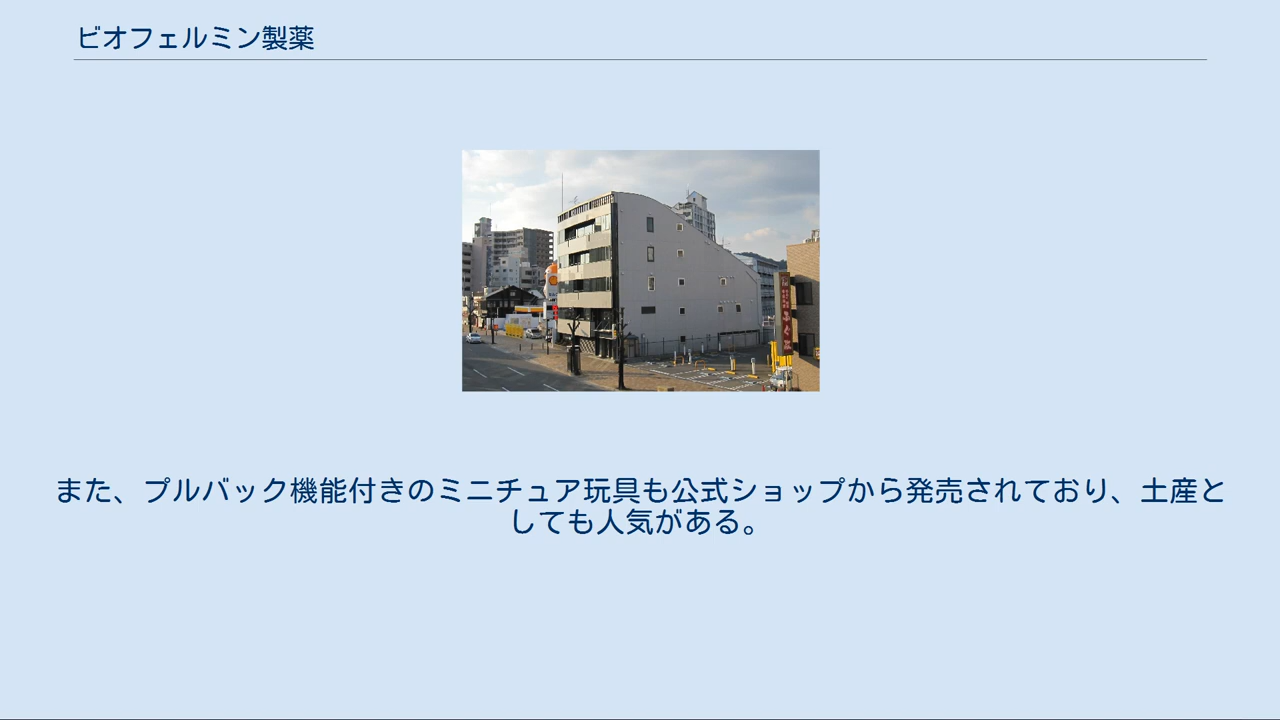 ビオフェルミン製薬
また、プルバック機能付きのミニチュア玩具も公式ショップから発売されており、土産と
しても人気がある。